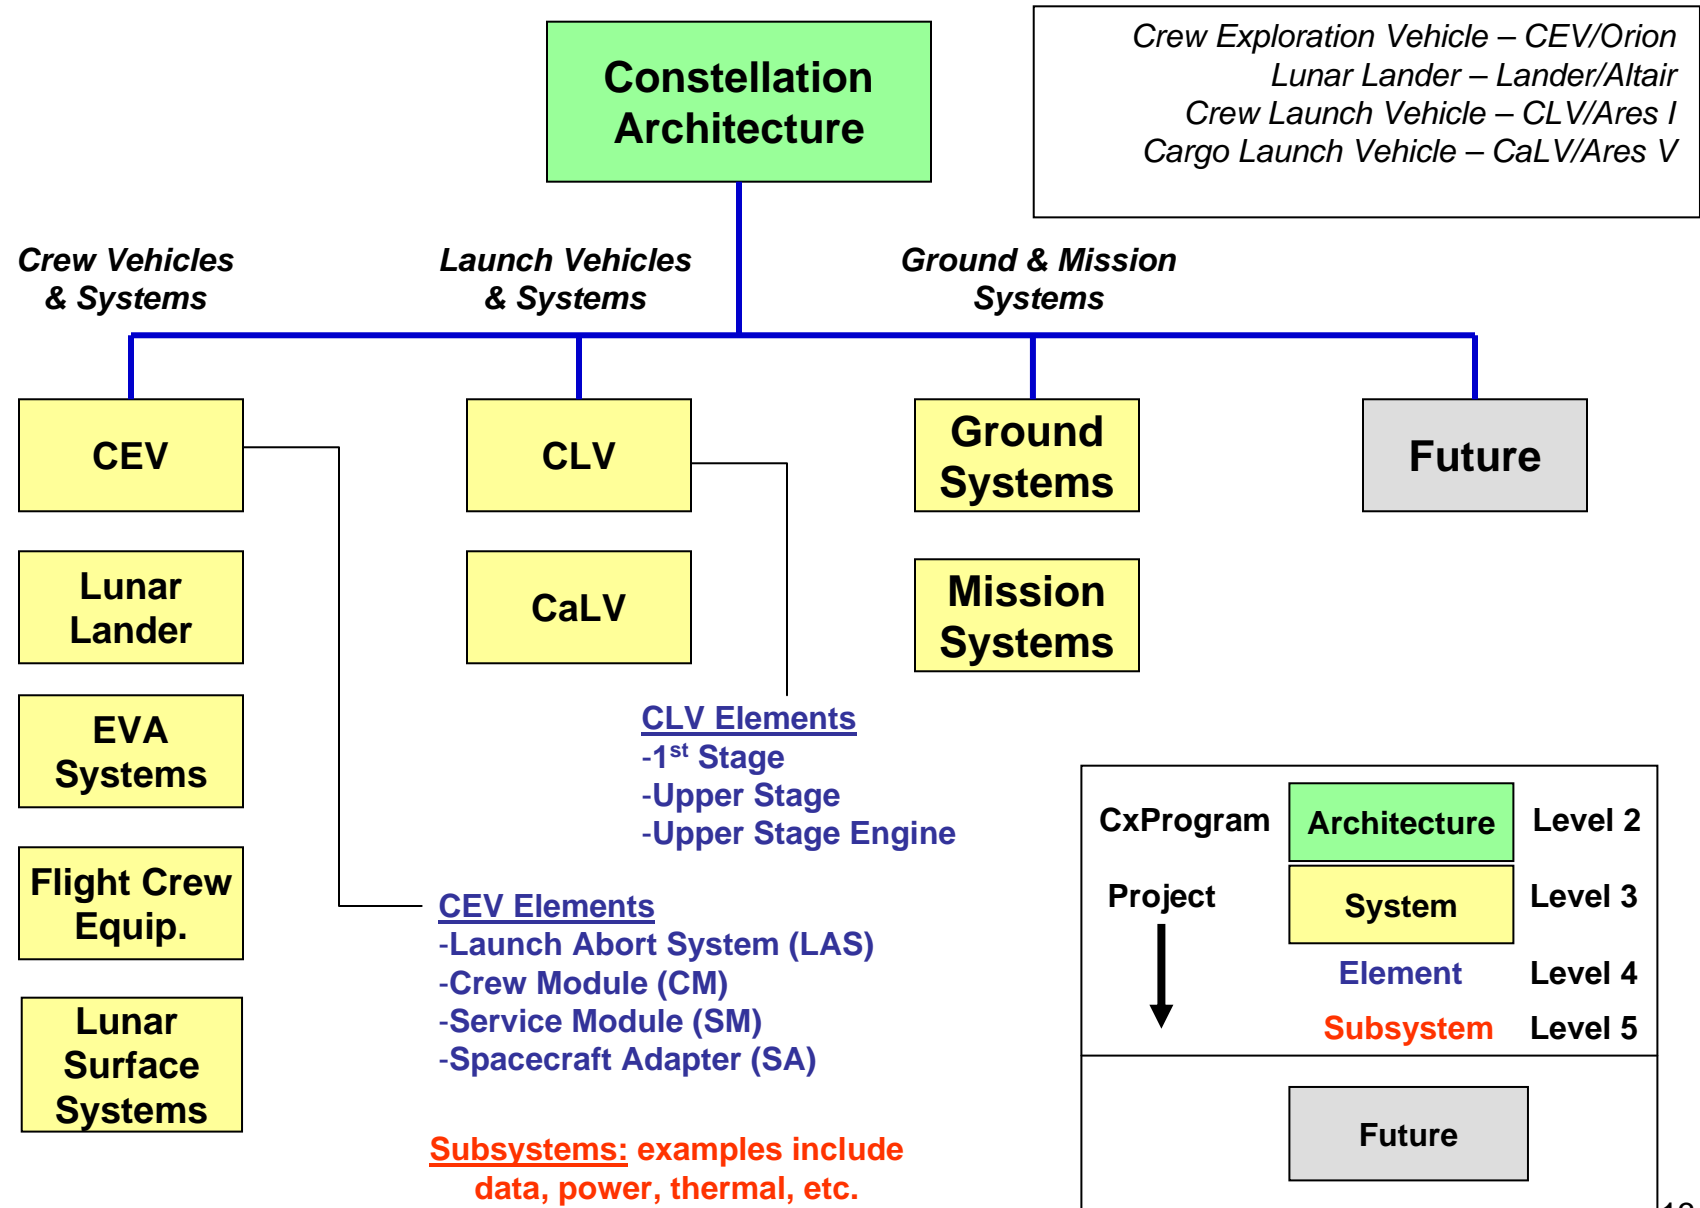 Constellation
Architecture
Crew Exploration Vehicle – CEV/Orion
Lunar Lander – Lander/Altair
Crew Launch Vehicle – CLV/Ares I
Cargo Launch Vehicle – CaLV/Ares V
Crew Vehicles
& Systems
Launch Vehicles
& Systems
Ground & Mission
Systems
CEV
CLV
Ground
Systems
Future
Lunar
Lander
CaLV
Mission
Systems
EVA
Systems
CLV Elements
-1st Stage
-Upper Stage
-Upper Stage Engine
Flight Crew
Equip.
CEV Elements
-Launch Abort System (LAS)
-Crew Module (CM)
-Service Module (SM)
-Spacecraft Adapter (SA)
Lunar
Surface
Systems
Subsystems: examples include
data, power, thermal, etc.
CxProgram Architecture Level 2
Project System Level 3
Element Level 4
Subsystem Level 5
Future